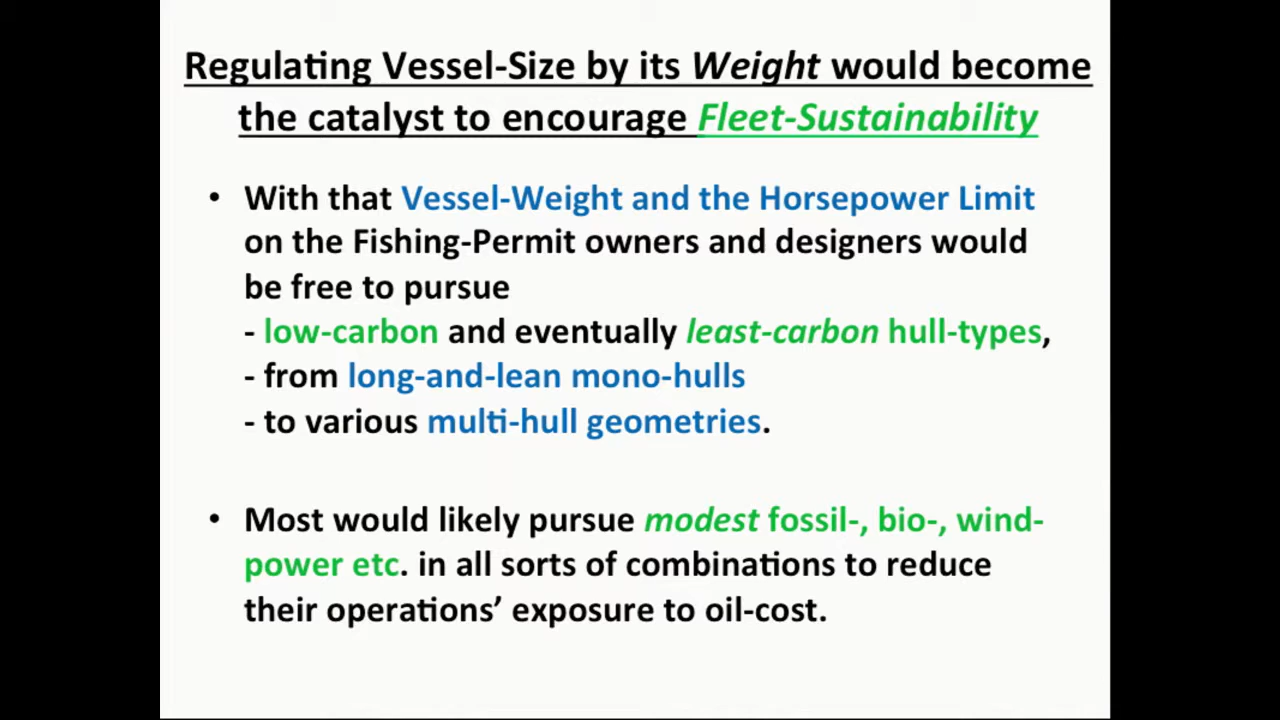 Regulating Vessel-Size by its Weight would become
the catalyst to encourage Fleet-Sustainability
• With that Vessel-Weight and the Horsepower Limit
on the Fishing-Permit owners and designers would
be free to pursue
- low-carbon and eventually least-carbon hull-types,
- from long-and-lean mono-hulls
- to various multi-hull geometries.
• Most would likely pursue modest fossil-, bio-, wind-
power etc. in all sorts of combinations to reduce
their operations’ exposure to oil-cost.